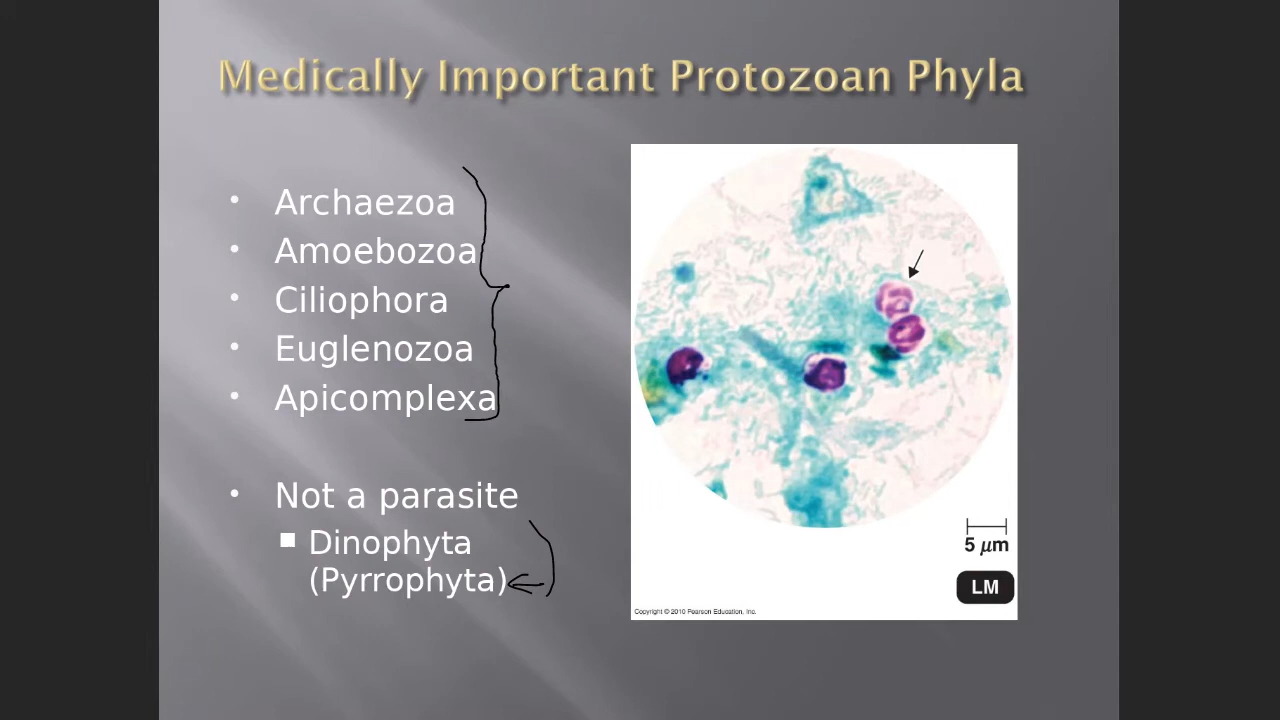 Medically Important Protozoan Phyla
• Archaezoa
• Amoebozoa
• Ciliophora
• Euglenozoa
• Apicomplexa
• Not a parasite
■ Dinophyta
(Pyrrophyta)
5 μm
LM
Copyright © 2010 Pearson Education, Inc.